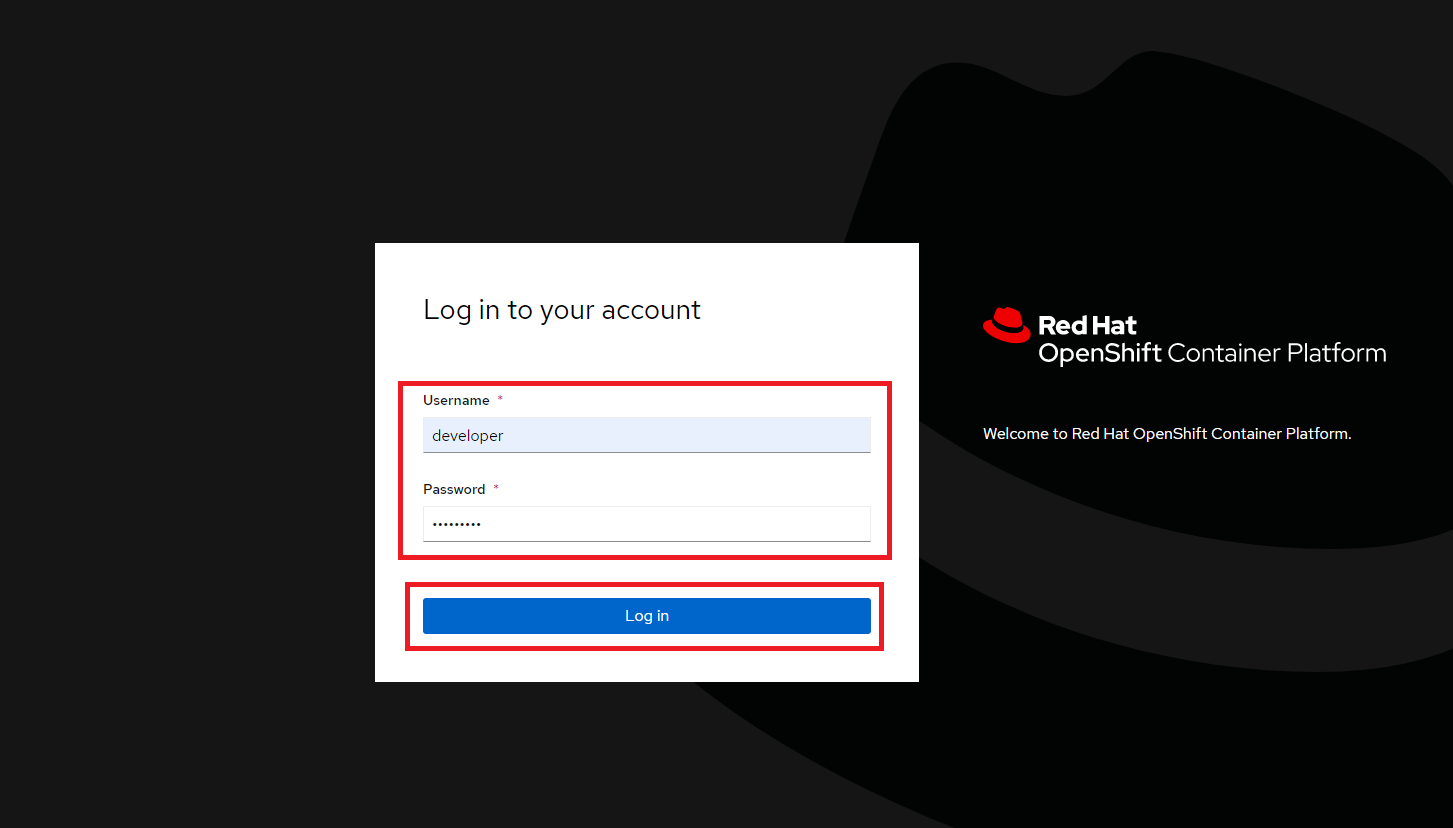 Log in to your account
Username *
developer
Password *
•••••••••
Log in
Red Hat
OpenShift Container Platform
Welcome to Red Hat OpenShift Container Platform.